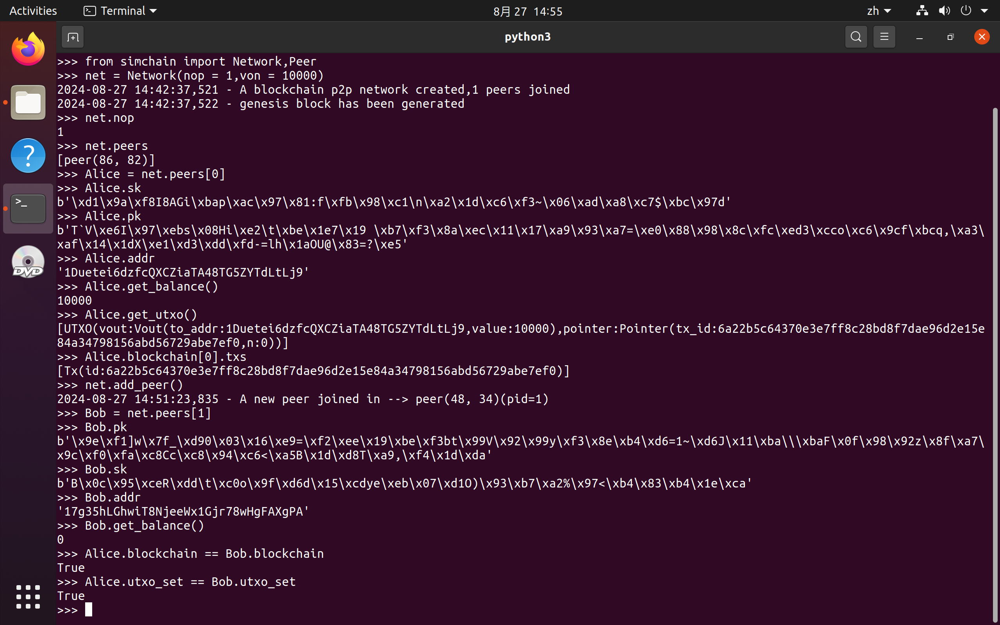 Activities
Terminal
8月 27 14:55
zh
python3
>>> from simchain import Network,Peer
>>> net = Network(nop = 1,von = 10000)
2024-08-27 14:42:37,521 - A blockchain p2p network created,1 peers joined
2024-08-27 14:42:37,522 - genesis block has been generated
>>> net.nop
1
>>> net.peers
[peer(86, 82)]
>>> Alice = net.peers[0]
>>> Alice.sk
b'\xd1\x9a\xf8I8AGi\xbap\xac\x97\x81:f\xfb\x98\xc1\n\xa2\x1d\xc6\xf3~\x06\xad\xa8\xc7$\xbc\x97d'
>>> Alice.pk
b'T`V\xe6I\x97\xebs\x08Hi\xe2\t\xbe\x1e7\x19 \xb7\xf3\x8a\xec\x11\x17\xa9\x93\xa7=\xe0\x88\x98\x8c\xfc\xed3\xcco\xc6\x9cf\xbcq,\xa3\
xaf\x14\x1dX\xe1\xd3\xdd\xfd-=lh\x1aOU@\x83=?\xe5'
>>> Alice.addr
'1Duetei6dzfcQXCZiaTA48TG5ZYTdLtLj9'
>>> Alice.get_balance()
10000
>>> Alice.get_utxo()
[UTXO(vout:Vout(to_addr:1Duetei6dzfcQXCZiaTA48TG5ZYTdLtLj9,value:10000),pointer:Pointer(tx_id:6a22b5c64370e3e7ff8c28bd8f7dae96d2e15e
84a34798156abd56729abe7ef0,n:0))]
>>> Alice.blockchain[0].txs
[Tx(id:6a22b5c64370e3e7ff8c28bd8f7dae96d2e15e84a34798156abd56729abe7ef0)]
>>> net.add_peer()
2024-08-27 14:51:23,835 - A new peer joined in --> peer(48, 34)(pid=1)
>>> Bob = net.peers[1]
>>> Bob.pk
b'\x9e\xf1]w\x7f_\xd90\x03\x16\xe9=\xf2\xee\x19\xbe\xf3bt\x99V\x92\x99y\xf3\x8e\xb4\xd6=1~\xd6J\x11\xba\\\xbaF\x0f\x98\x92z\x8f\xa7\
x9c\xf0\xfa\xc8Cc\xc8\x94\xc6<\xa5B\x1d\xd8T\xa9,\xf4\x1d\xda'
>>> Bob.sk
b'B\x0c\x95\xceR\xdd\t\xc0o\x9f\xd6d\x15\xcdye\xeb\x07\xd1O)\x93\xb7\xa2%\x97<\xb4\x83\xb4\x1e\xca'
>>> Bob.addr
'17g35hLGhwiT8NjeeWx1Gjr78wHgFAXgPA'
>>> Bob.get_balance()
0
>>> Alice.blockchain == Bob.blockchain
True
>>> Alice.utxo_set == Bob.utxo_set
True
>>>
DVD